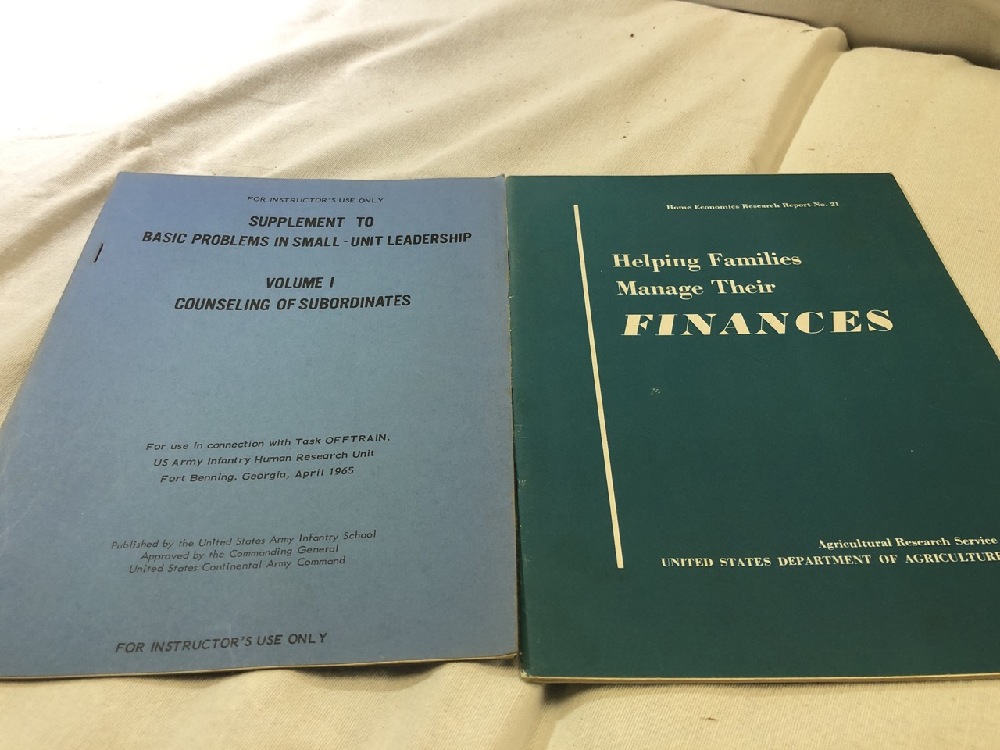 FOR INSTRUCTOR'S USE ONLY
SUPPLEMENT TO
BASIC PROBLEMS IN SMALL-UNIT LEADERSHIP
VOLUME I
COUNSELING OF SUBORDINATES
For use in connection with Task OFFTRAIN,
US Army Infantry Human Research Unit
Fort Benning, Georgia, April 1965
Published by the United States Army Infantry School
Approved by the Commanding General
United States Continental Army Command
FOR INSTRUCTOR'S USE ONLY
Home Economics Research Report No. 21
Helping Families
Manage Their
FINANCES
Agricultural Research Service
UNITED STATES DEPARTMENT OF AGRICULTURE